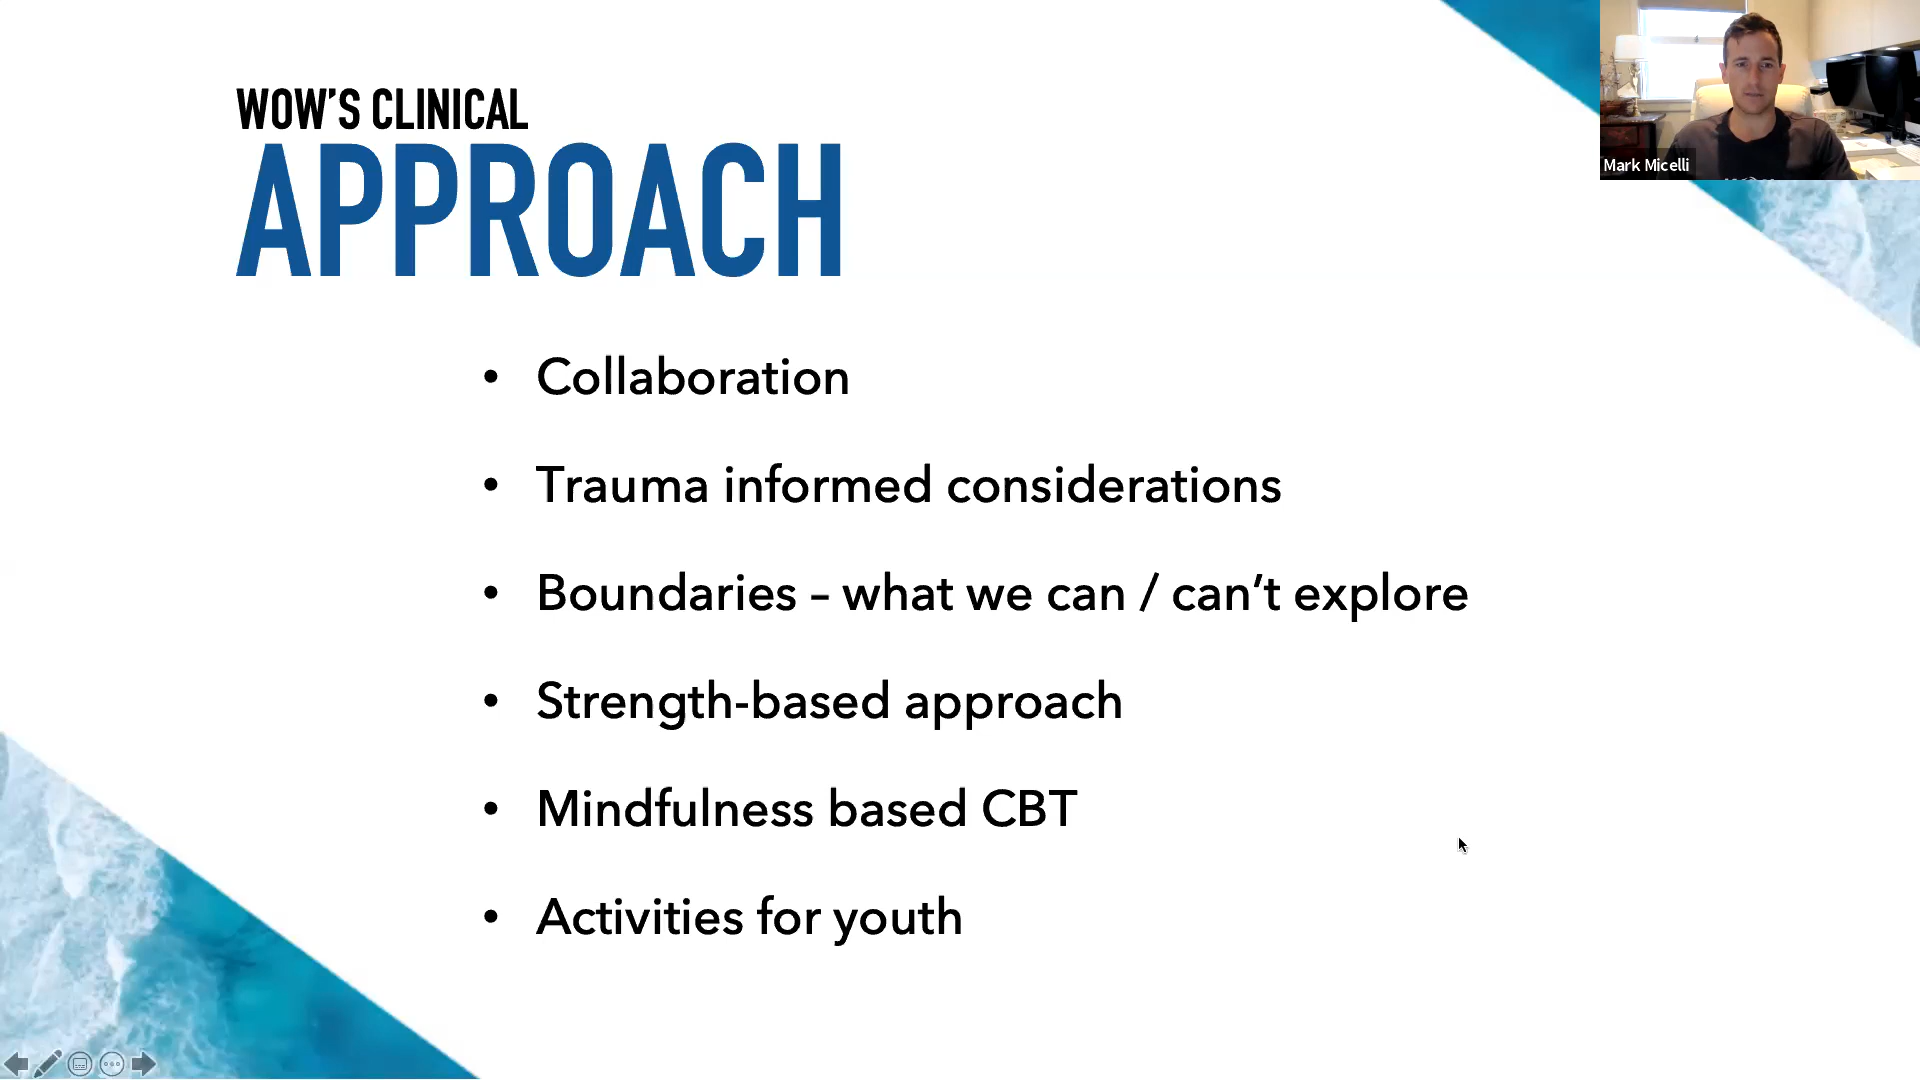 WOW'S CLINICAL
APPROACH
Mark Micelli
• Collaboration
• Trauma informed considerations
• Boundaries – what we can / can't explore
• Strength-based approach
• Mindfulness based CBT
• Activities for youth